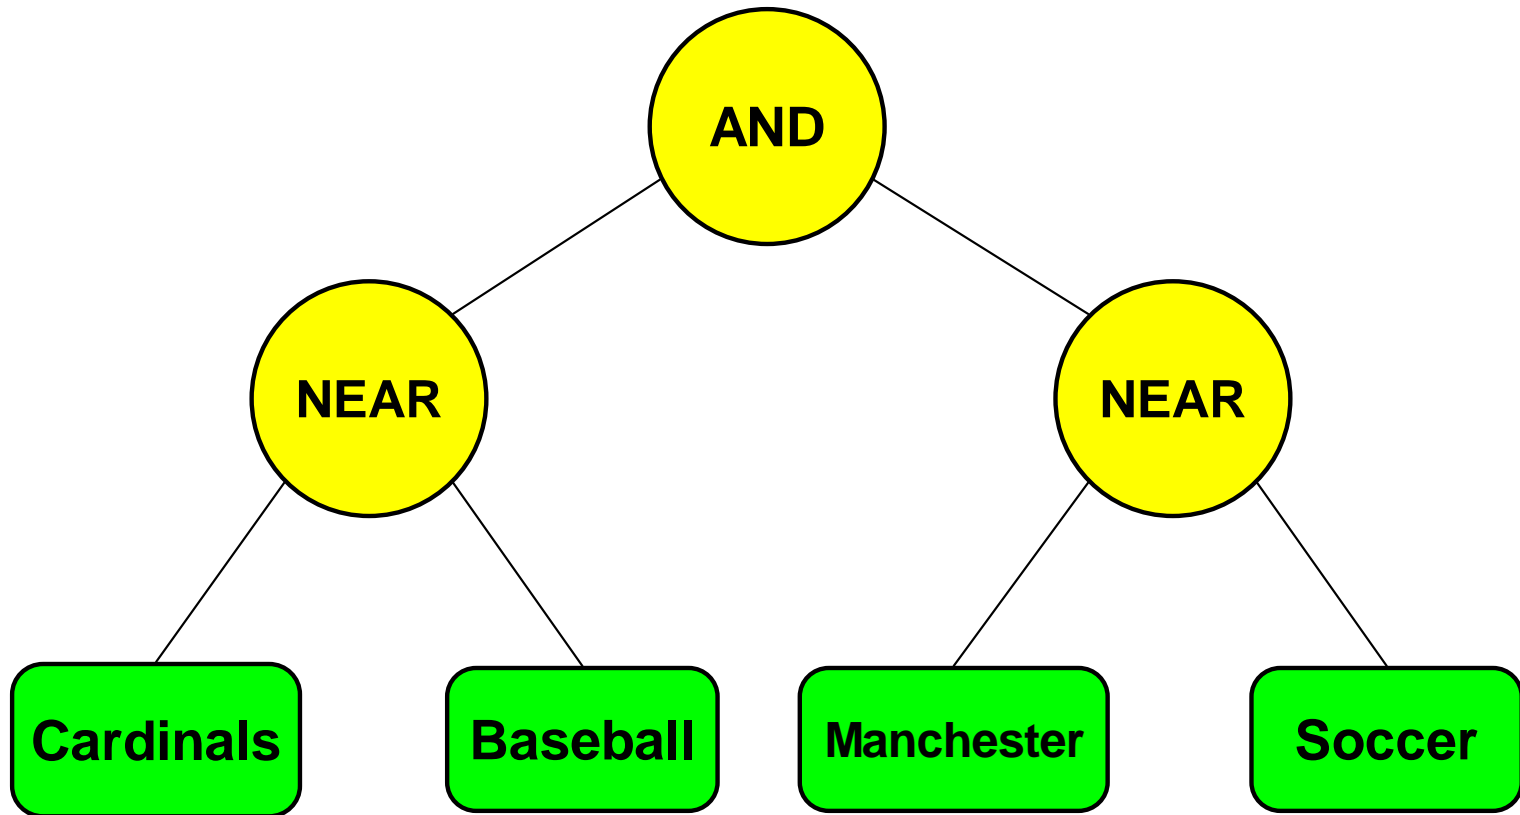 AND
NEAR
NEAR
Cardinals
Baseball
Manchester
Soccer